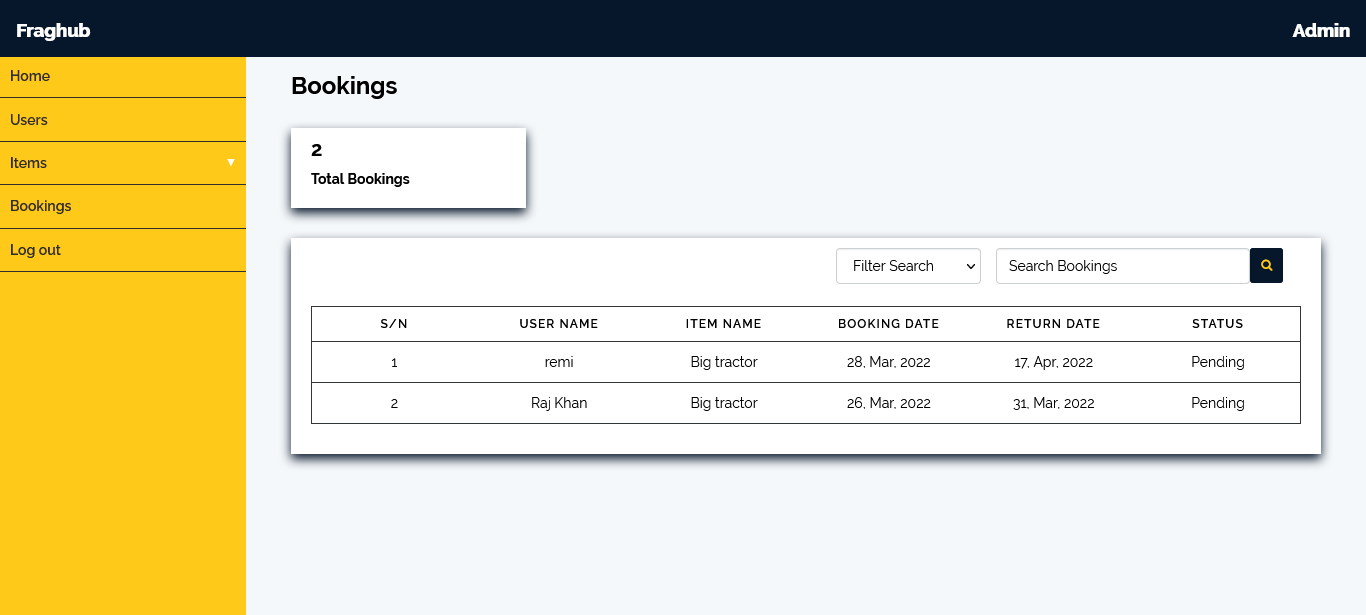 Fraghub Admin
Home
Users
Items ▼
Bookings
Log out
Bookings
2
Total Bookings
Filter Search Search Bookings
S/N USER NAME ITEM NAME BOOKING DATE RETURN DATE STATUS
1 remi Big tractor 28, Mar, 2022 17, Apr, 2022 Pending
2 Raj Khan Big tractor 26, Mar, 2022 31, Mar, 2022 Pending